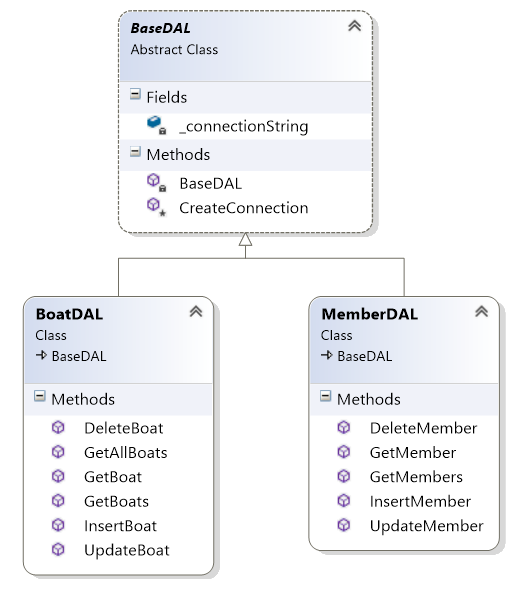 BaseDAL
Abstract Class
Fields
_connectionString
Methods
BaseDAL
CreateConnection
BoatDAL
Class
BaseDAL
Methods
DeleteBoat
GetAllBoats
GetBoat
GetBoats
InsertBoat
UpdateBoat
MemberDAL
Class
BaseDAL
Methods
DeleteMember
GetMember
GetMembers
InsertMember
UpdateMember